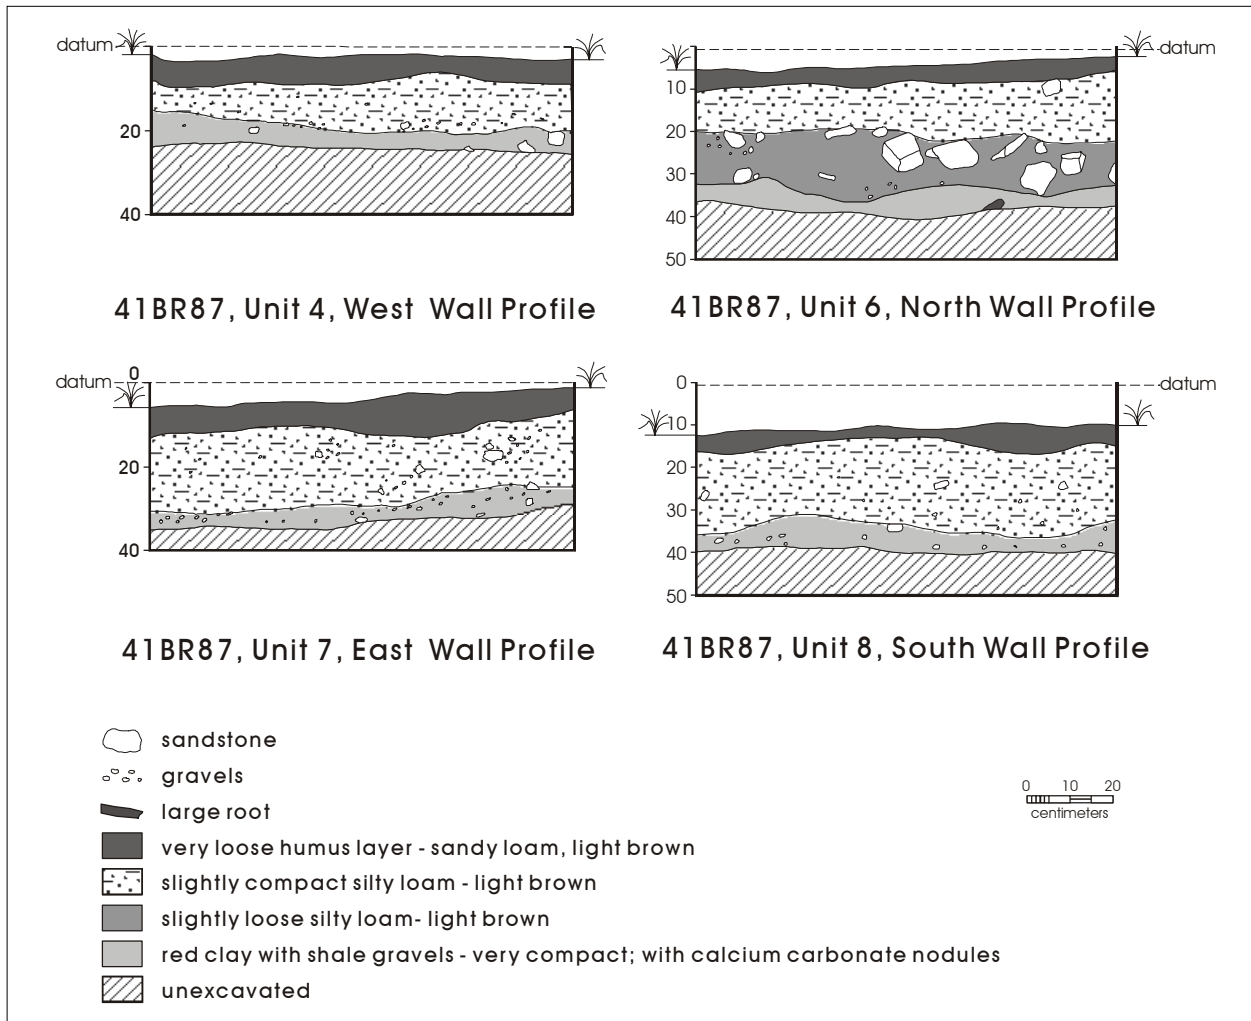 datum
20
40
41BR87, Unit 4, West Wall Profile
datum
10
20
30
40
50
41BR87, Unit 6, North Wall Profile
datum
0
20
40
41BR87, Unit 7, East Wall Profile
datum
0
10
20
30
40
50
41BR87, Unit 8, South Wall Profile
sandstone
gravels
large root
very loose humus layer - sandy loam, light brown
slightly compact silty loam - light brown
slightly loose silty loam- light brown
red clay with shale gravels - very compact; with calcium carbonate nodules
unexcavated
0 10 20
centimeters